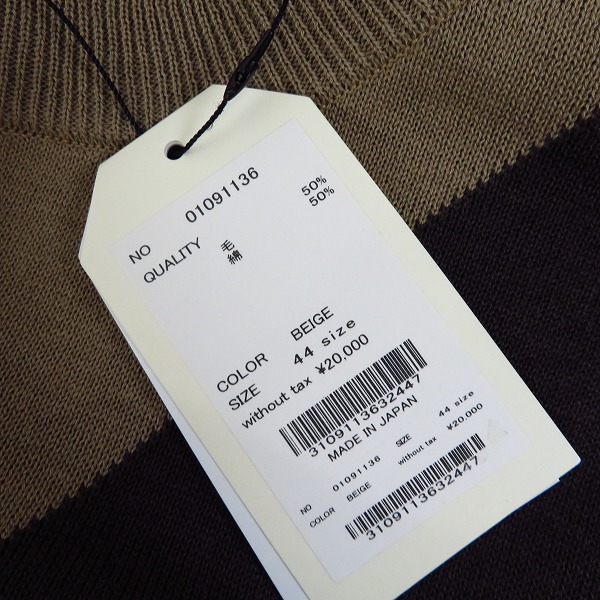 NO 01091136
QUALITY 毛 50%
綿 50%
COLOR BEIGE
SIZE 44 size
without tax ¥20,000
3109113632447
MADE IN JAPAN
NO 01091136 SIZE 44 size
COLOR BEIGE without tax ¥20,000
3109113632447